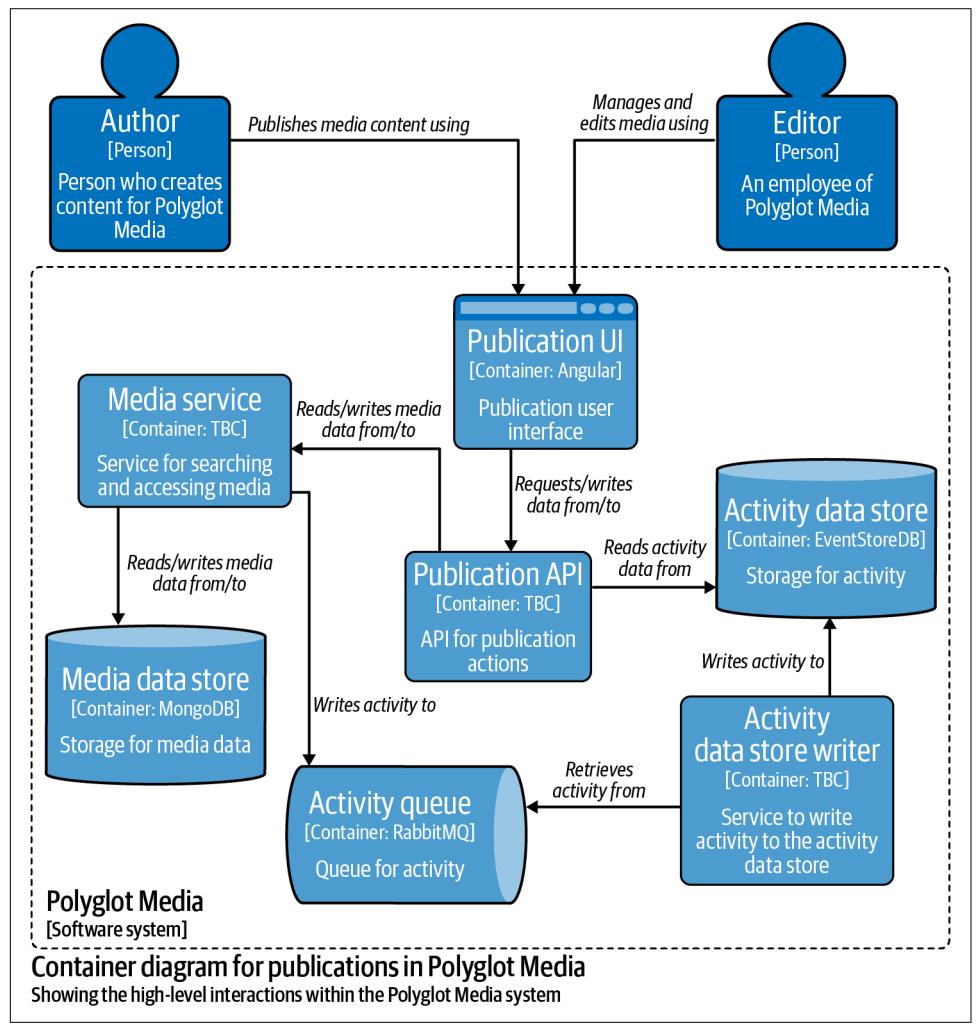 Author
[Person]
Person who creates
content for Polyglot
Media
Publishes media content using
Manages and
edits media using
Editor
[Person]
An employee of
Polyglot Media
Publication UI
[Container: Angular]
Publication user
interface
Media service
[Container: TBC]
Service for searching
and accessing media
Reads/writes media
data from/to
Requests/writes
data from/to
Activity data store
[Container: EventStoreDB]
Storage for activity
Reads/writes media
data from/to
Publication API
[Container: TBC]
API for publication
actions
Reads activity
data from
Media data store
[Container: MongoDB]
Storage for media data
Writes activity to
Writes activity to
Activity
data store writer
[Container: TBC]
Service to write
activity to the activity
data store
Retrieves
activity from
Activity queue
[Container: RabbitMQ]
Queue for activity
Polyglot Media
[Software system]
Container diagram for publications in Polyglot Media
Showing the high-level interactions within the Polyglot Media system